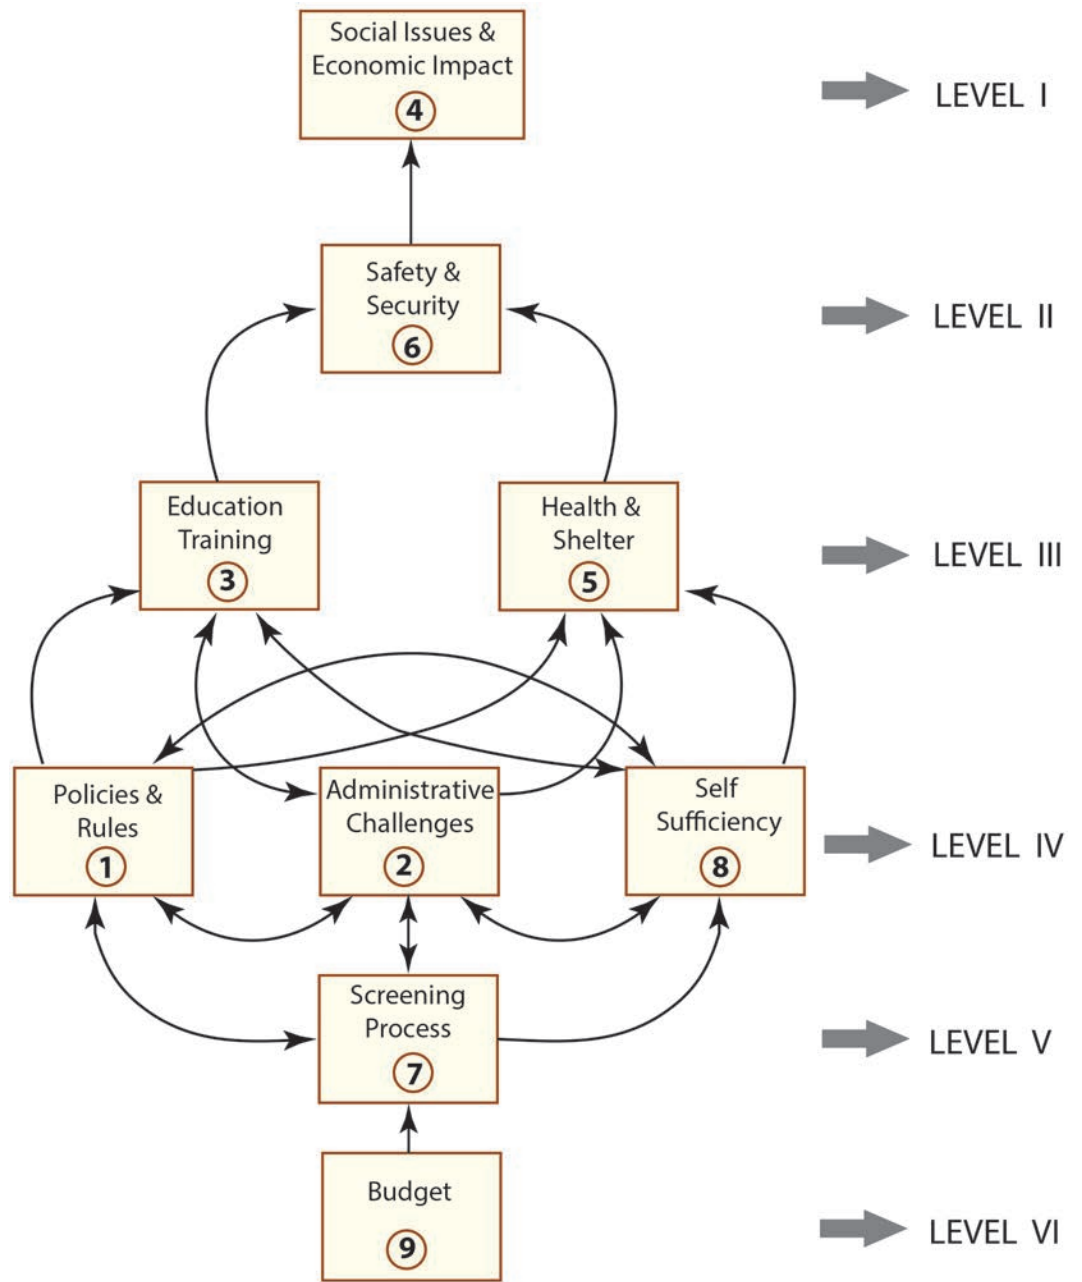 Social Issues &
Economic Impact
4
LEVEL I
Safety &
Security
6
LEVEL II
Education
Training
3
Health &
Shelter
5
LEVEL III
Policies &
Rules
1
Administrative
Challenges
2
Self
Sufficiency
8
LEVEL IV
Screening
Process
7
LEVEL V
Budget
9
LEVEL VI